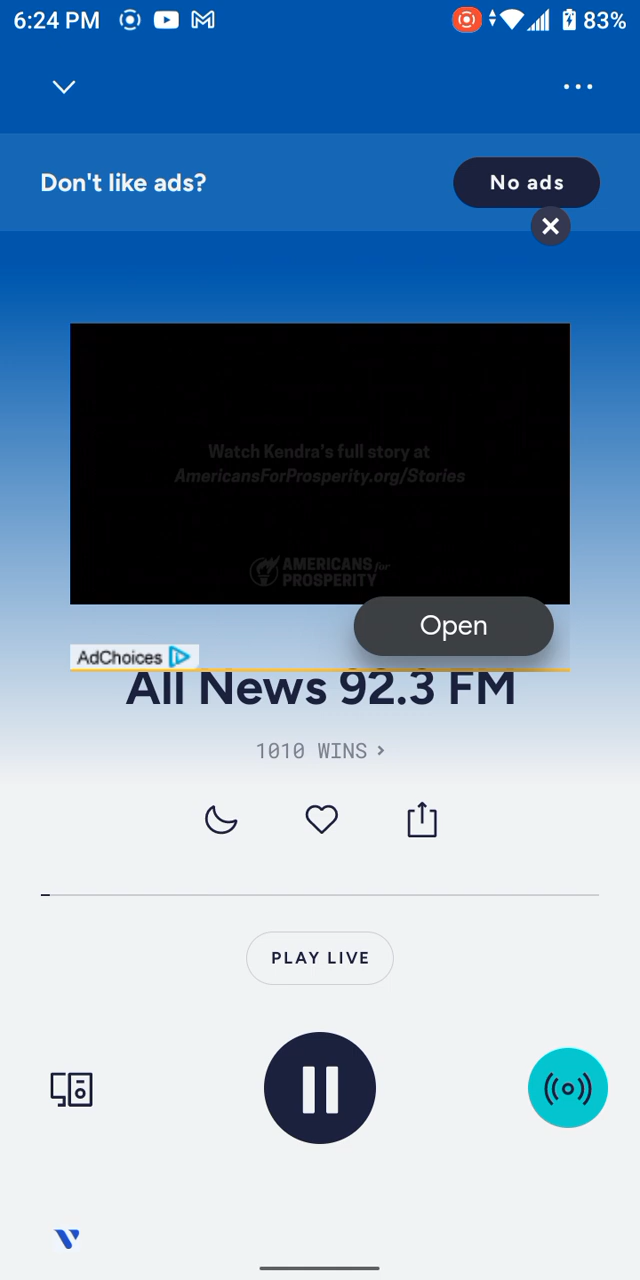 6:24 PM 83%
Don't like ads?
No ads
Watch Kendra's full story at
AmericansForProsperity.org/Stories
AMERICANS for
PROSPERITY
Open
AdChoices
All News 92.3 FM
1010 WINS
PLAY LIVE